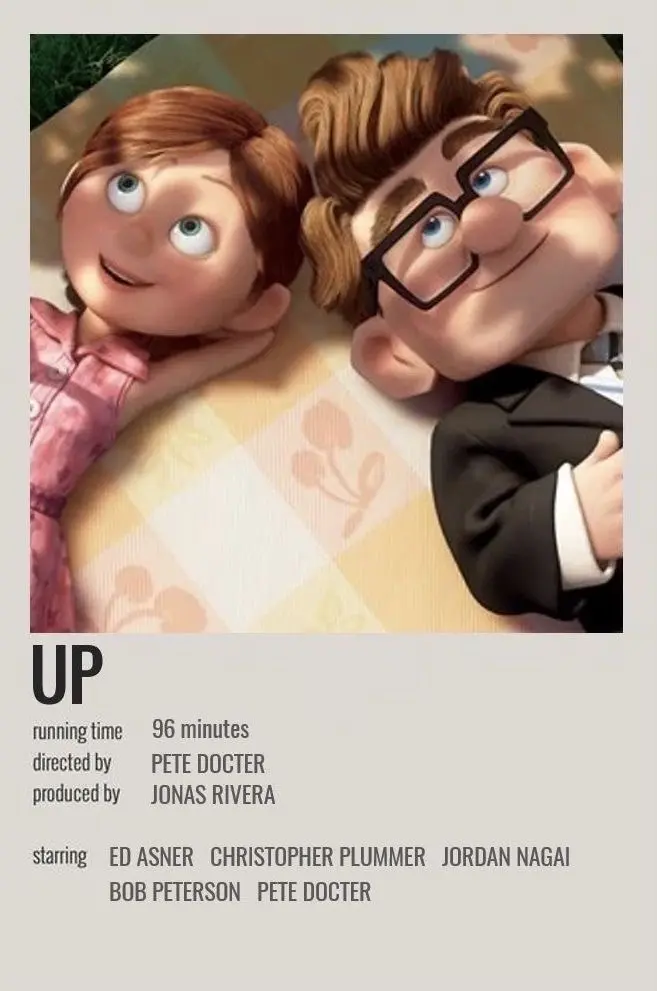 UP
running time 96 minutes
directed by PETE DOCTER
produced by JONAS RIVERA
starring ED ASNER CHRISTOPHER PLUMMER JORDAN NAGAI
BOB PETERSON PETE DOCTER